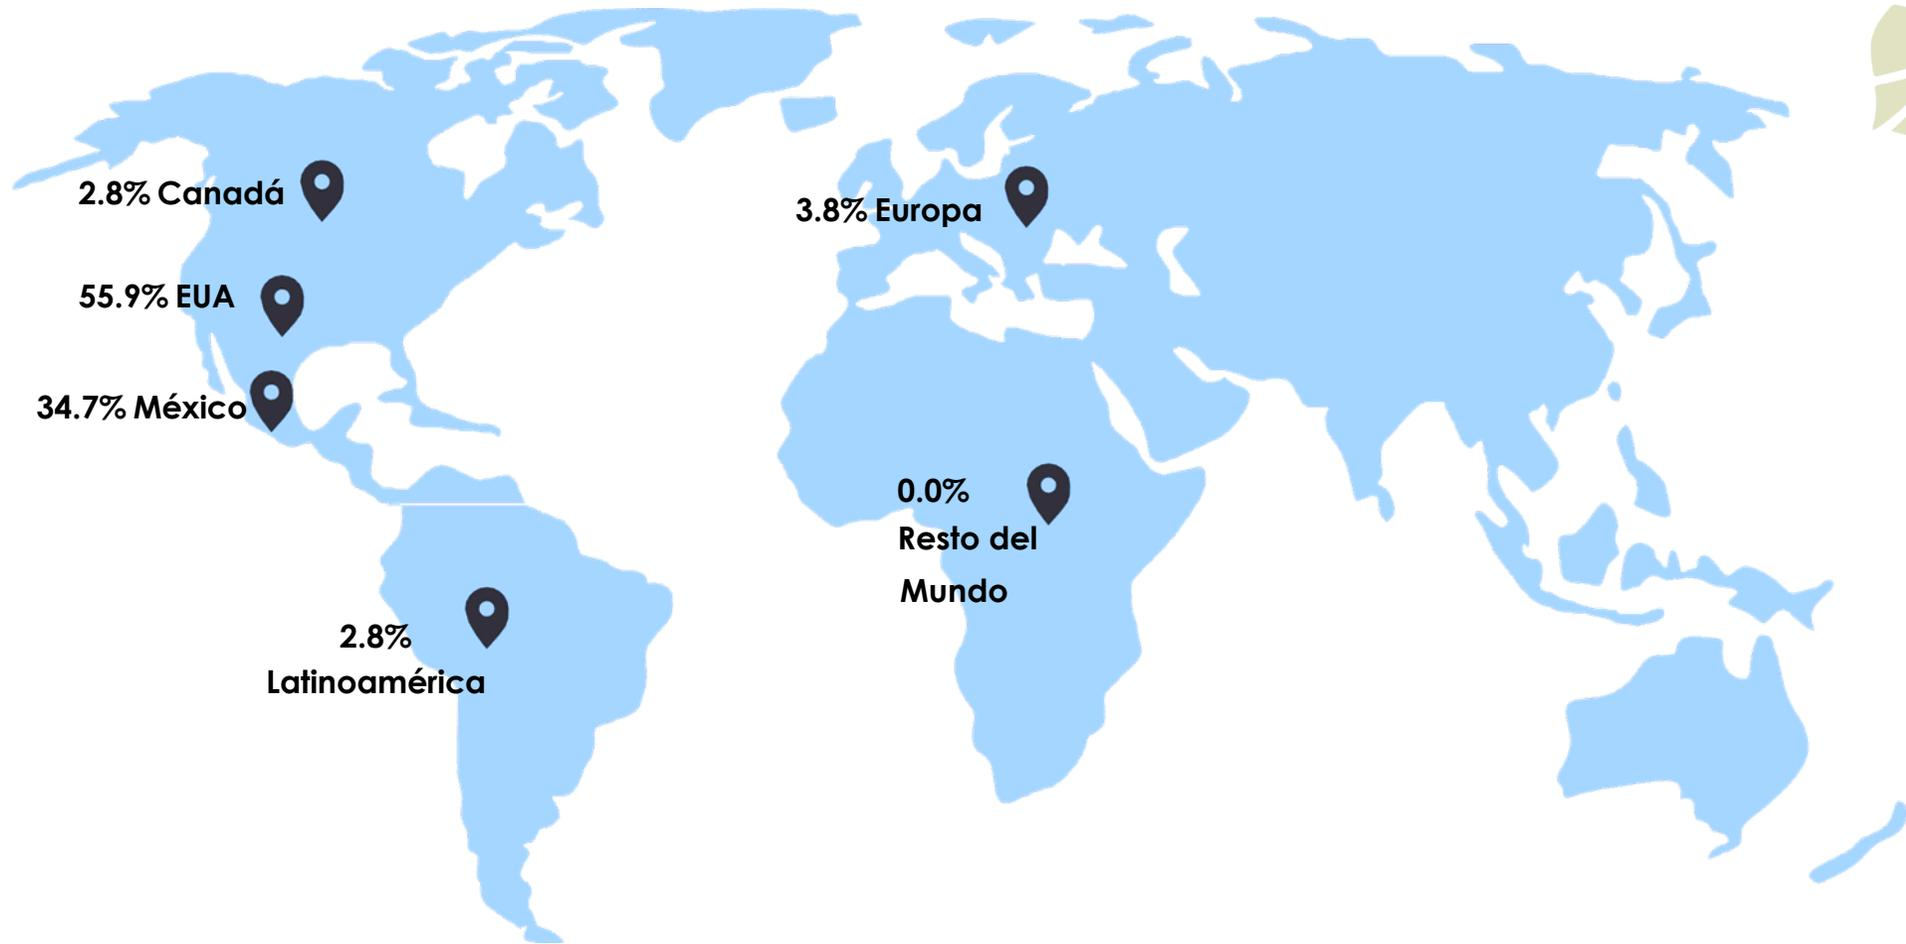 2.8% Canadá
3.8% Europa
55.9% EUA
34.7% México
0.0%
Resto del
Mundo
2.8%
Latinoamérica